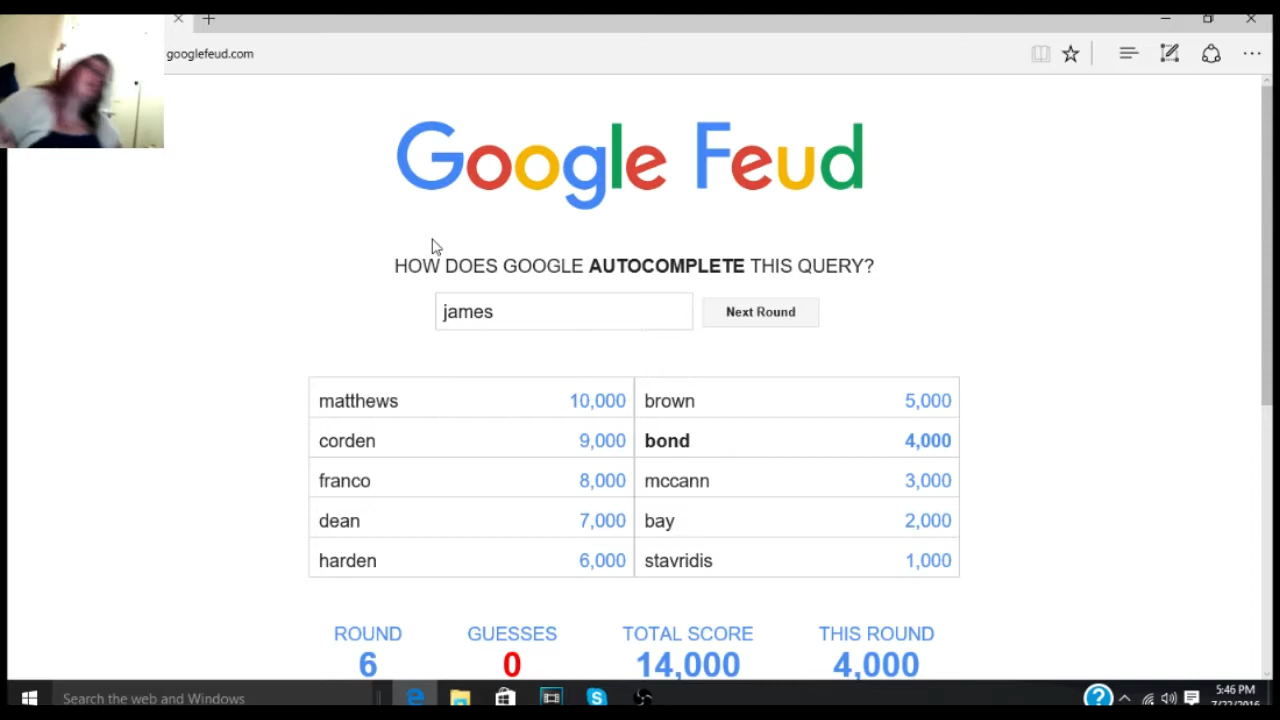 googlefeud.com
Google Feud
HOW DOES GOOGLE AUTOCOMPLETE THIS QUERY?
james
Next Round
matthews 10,000 brown 5,000
corden 9,000 bond 4,000
franco 8,000 mccann 3,000
dean 7,000 bay 2,000
harden 6,000 stavridis 1,000
ROUND GUESSES TOTAL SCORE THIS ROUND
6 0 14,000 4,000
Search the web and Windows
5:46 PM
7/22/2016